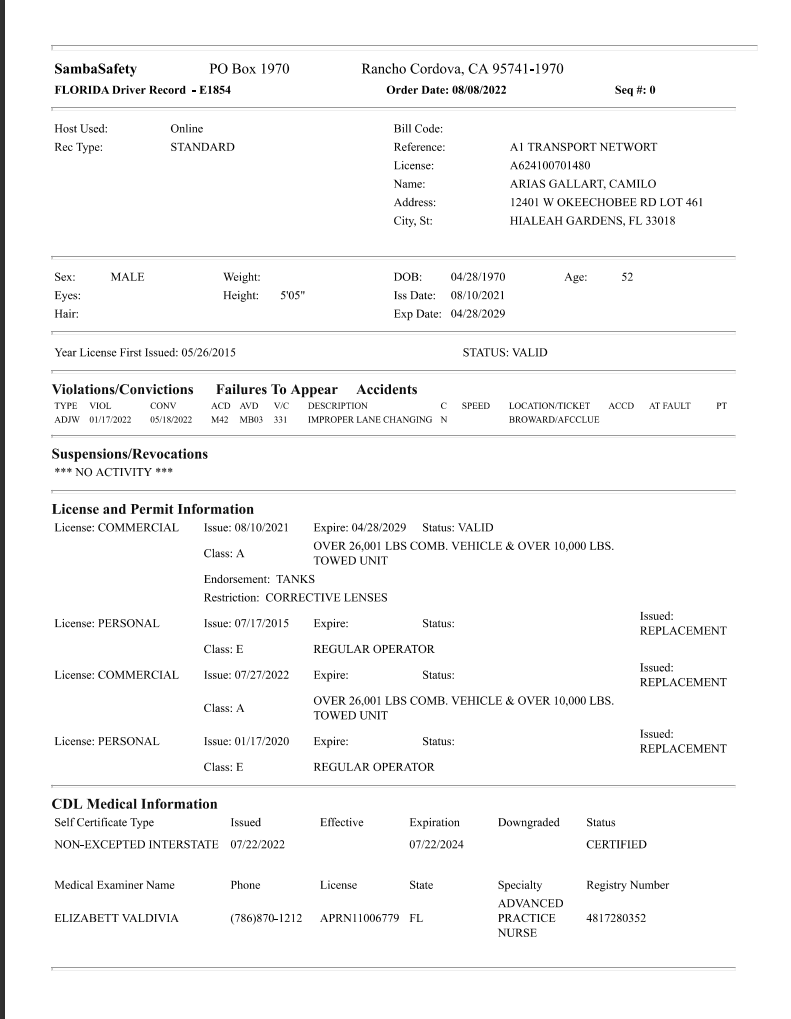 SambaSafety PO Box 1970 Rancho Cordova, CA 95741-1970
FLORIDA Driver Record - E1854 Order Date: 08/08/2022 Seq #: 0
Host Used: Online Bill Code:
Rec Type: STANDARD Reference: A1 TRANSPORT NETWORT
License: A624100701480
Name: ARIAS GALLART, CAMILO
Address: 12401 W OKEECHOBEE RD LOT 461
City, St: HIALEAH GARDENS, FL 33018
Sex: MALE Weight: DOB: 04/28/1970 Age: 52
Eyes: Height: 5'05" Iss Date: 08/10/2021
Hair: Exp Date: 04/28/2029
Year License First Issued: 05/26/2015 STATUS: VALID
Violations/Convictions Failures To Appear Accidents
TYPE VIOL CONV ACD AVD V/C DESCRIPTION C SPEED LOCATION/TICKET ACCD AT FAULT PT
ADJW 01/17/2022 05/18/2022 M42 MB03 331 IMPROPER LANE CHANGING N BROWARD/AFCCLUE
Suspensions/Revocations
*** NO ACTIVITY ***
License and Permit Information
License: COMMERCIAL Issue: 08/10/2021 Expire: 04/28/2029 Status: VALID
Class: A OVER 26,001 LBS COMB. VEHICLE & OVER 10,000 LBS.
TOWED UNIT
Endorsement: TANKS
Restriction: CORRECTIVE LENSES
License: PERSONAL Issue: 07/17/2015 Expire: Status: Issued:
REPLACEMENT
Class: E REGULAR OPERATOR
License: COMMERCIAL Issue: 07/27/2022 Expire: Status: Issued:
REPLACEMENT
Class: A OVER 26,001 LBS COMB. VEHICLE & OVER 10,000 LBS.
TOWED UNIT
License: PERSONAL Issue: 01/17/2020 Expire: Status: Issued:
REPLACEMENT
Class: E REGULAR OPERATOR
CDL Medical Information
Self Certificate Type Issued Effective Expiration Downgraded Status
NON-EXCEPTED INTERSTATE 07/22/2022 07/22/2024 CERTIFIED
Medical Examiner Name Phone License State Specialty Registry Number
ELIZABETT VALDIVIA (786)870-1212 APRN11006779 FL ADVANCED
PRACTICE
NURSE 4817280352